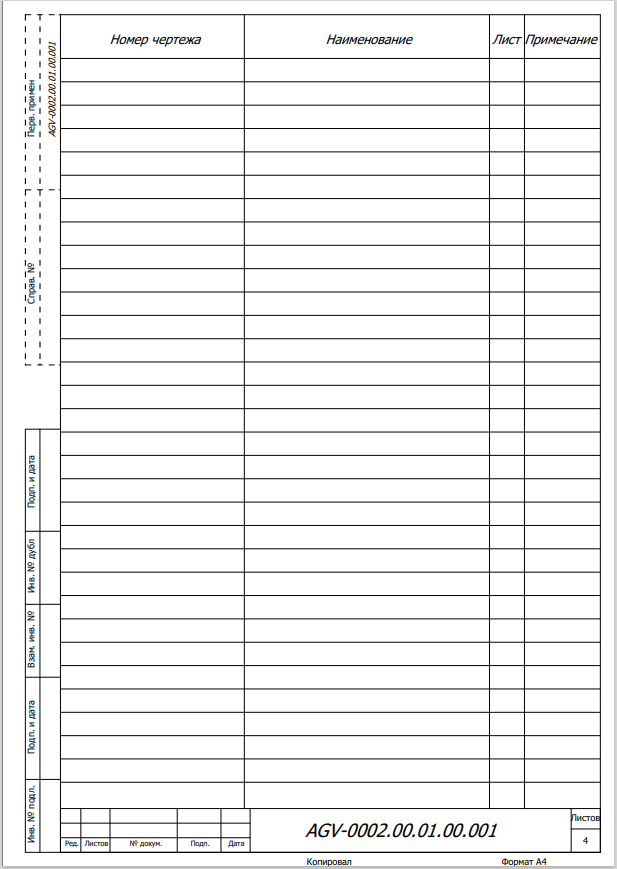 Номер чертежа Наименование Лист Примечание
Перв. примен
AGV-0002.00.01.00.001
Справ. №
Подп. и дата
Инв. № дубл
Взам. инв. №
Подп. и дата
Инв. № подл.
AGV-0002.00.01.00.001
Листов
4
Ред. Листов № докум. Подп. Дата
Копировал Формат А4